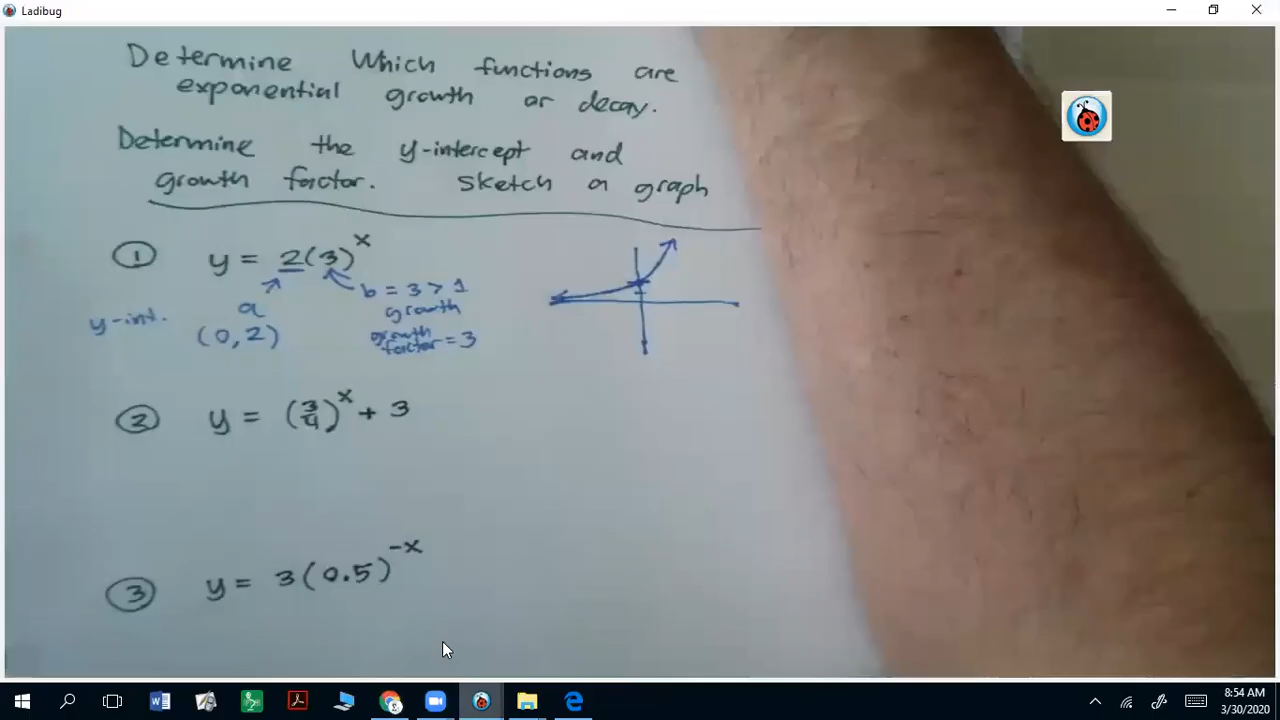 Ladibug
Determine Which functions are
exponential growth or decay.
Determine the y-intercept and
growth factor. Sketch a graph
① y = 2(3)^x
a
b = 3 > 1
growth
y-int.
(0,2)
growth
factor = 3
② y = (3/4)^x + 3
③ y = 3(0.5)^-x
8:54 AM
3/30/2020